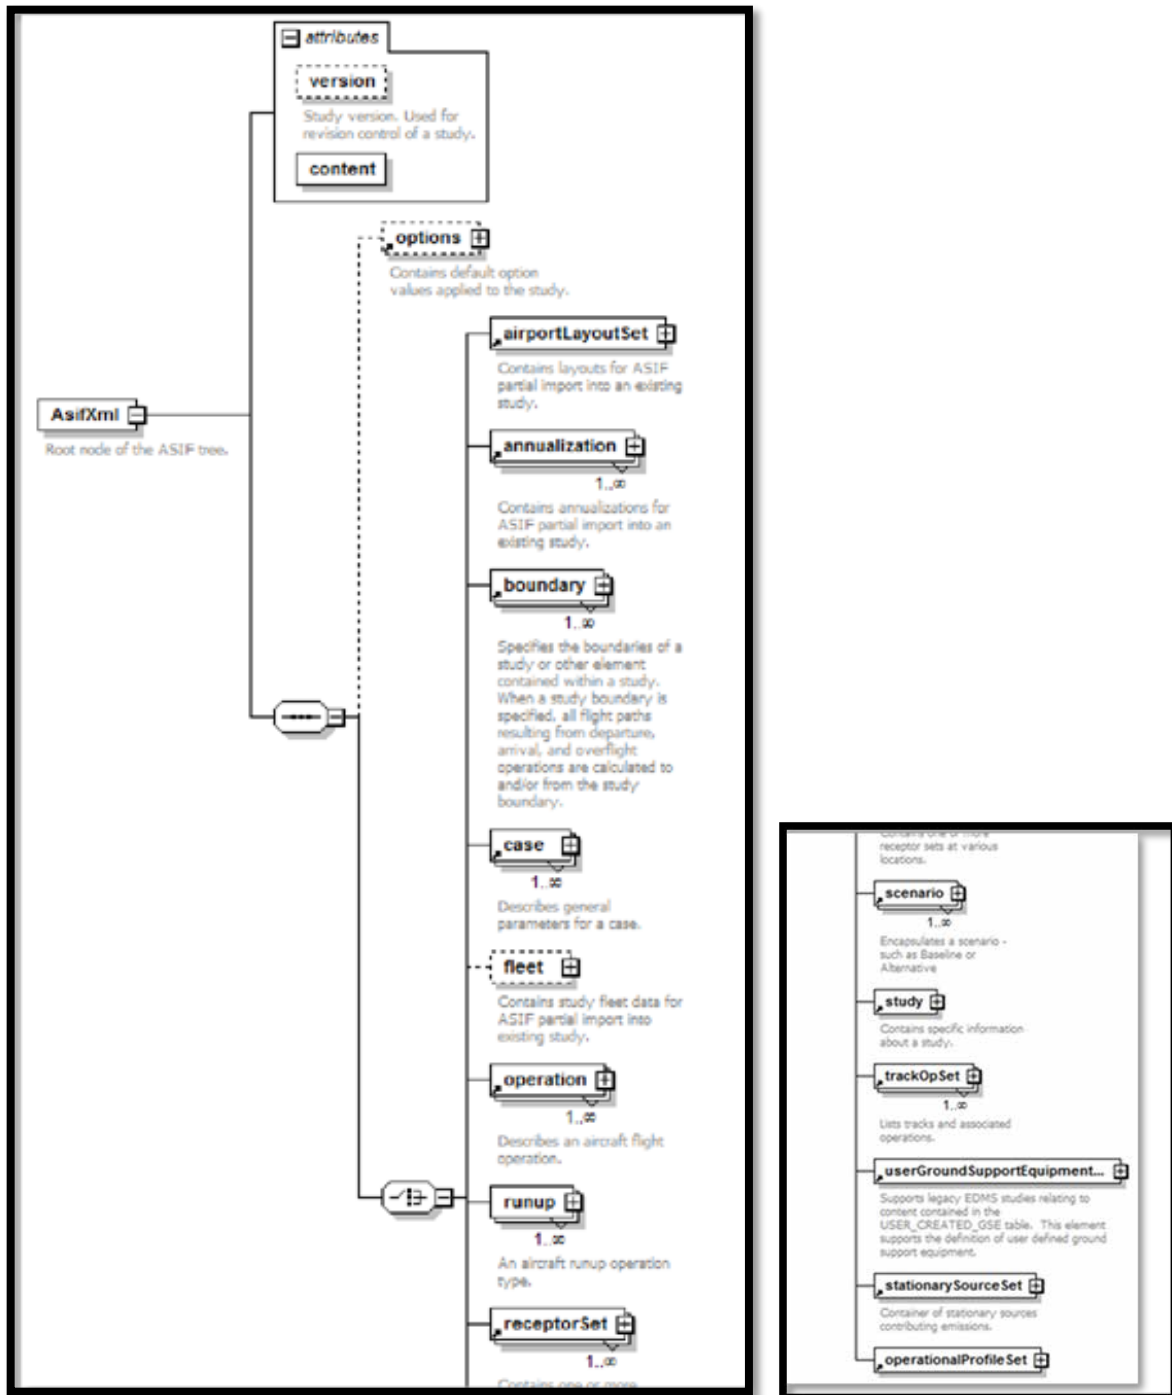 attributes
version
Study version. Used for
revision control of a study.
content
options
Contains default option
values applied to the study.
airportLayoutSet
Contains layouts for ASIF
partial import into an existing
study.
AsifXml
Root node of the ASIF tree.
annualization
1..∞
Contains annualizations for
ASIF partial import into an
existing study.
boundary
1..∞
Specifies the boundaries of a
study or other element
contained within a study.
When a study boundary is
specified, all flight paths
resulting from departure,
arrival, and overflight
operations are calculated to
and/or from the study
boundary.
case
1..∞
Describes general
parameters for a case.
fleet
Contains study fleet data for
ASIF partial import into
existing study.
operation
1..∞
Describes an aircraft flight
operation.
runup
1..∞
An aircraft runup operation
type.
receptorSet
1..∞
Contains one or more
Contains one or more
receptor sets at various
locations.
scenario
1..∞
Encapsulates a scenario -
such as Baseline or
Alternative
study
Contains specific information
about a study.
trackOpSet
1..∞
Lists tracks and associated
operations.
userGroundSupportEquipment...
Supports legacy EDMS studies relating to
content contained in the
USER_CREATED_GSE table. This element
supports the definition of user defined ground
support equipment.
stationarySourceSet
Container of stationary sources
contributing emissions.
operationalProfileSet